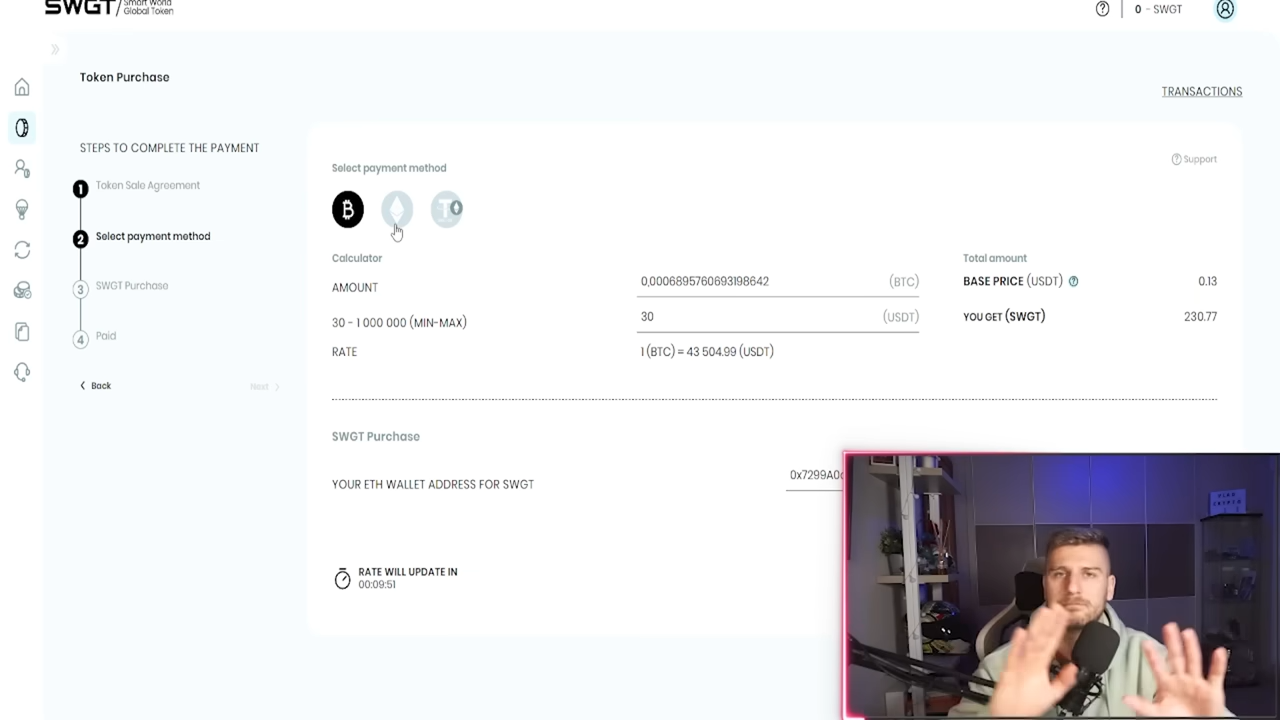 SWGT / Smart World
Global Token
0 - SWGT
Token Purchase
TRANSACTIONS
STEPS TO COMPLETE THE PAYMENT
1 Token Sale Agreement
2 Select payment method
3 SWGT Purchase
4 Paid
Back
Next
Select payment method
Support
Calculator
AMOUNT
0,0006895760693198642 (BTC)
30 - 1 000 000 (MIN-MAX)
30 (USDT)
RATE
1 (BTC) = 43 504.99 (USDT)
Total amount
BASE PRICE (USDT) 0.13
YOU GET (SWGT) 230.77
SWGT Purchase
YOUR ETH WALLET ADDRESS FOR SWGT
0x7299A0
RATE WILL UPDATE IN
00:09:51